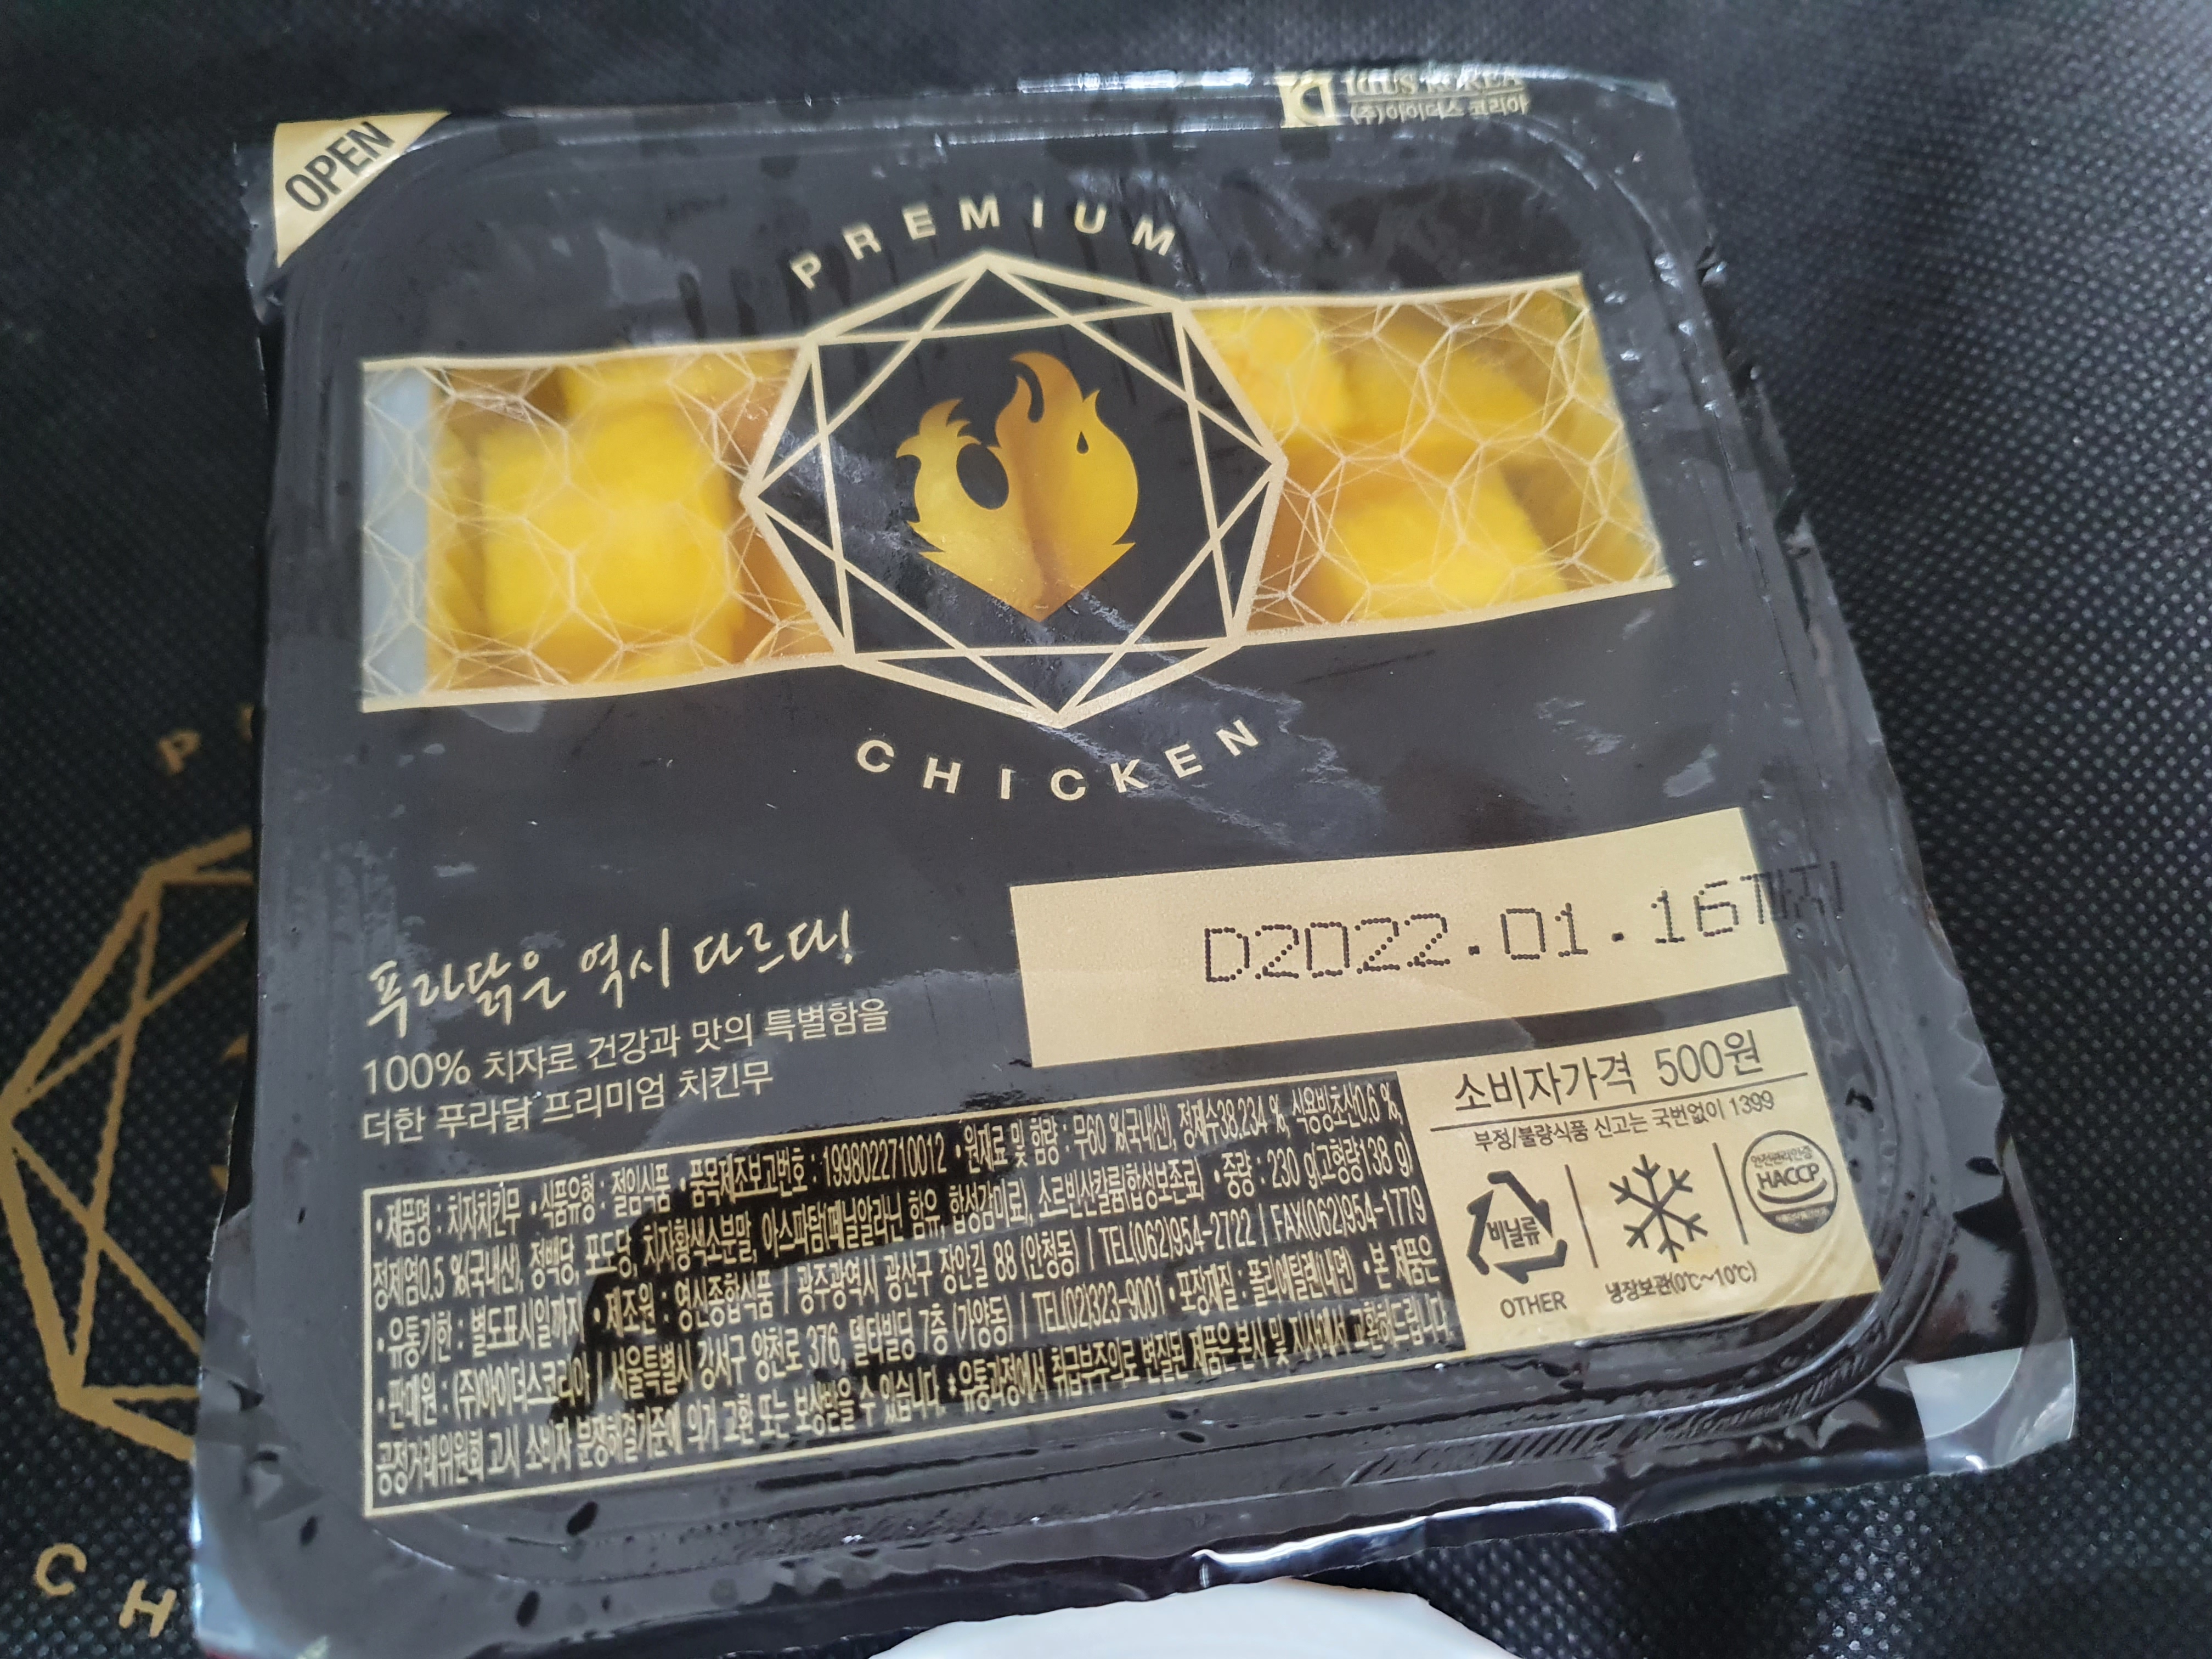 OPEN
IDUS KOREA
(주)아이더스 코리아
PREMIUM
CHICKEN
D2022.01.16까지
푸라닭은 역시 다르다!
100% 치자로 건강과 맛의 특별함을
더한 푸라닭 프리미엄 치킨무
소비자가격 500원
부정/불량식품 신고는 국번없이 1399
•제품명 : 치자치킨무 •식품유형 : 절임식품 •품목제조보고번호 : 1998022710012 •원재료 및 함량 : 무60 %(국내산), 정제수38.234 %, 식용빙초산0.6 %,
정제염0.5 %(국내산), 정백당, 포도당, 치자황색소분말, 아스파탐(페닐알라닌 함유, 합성감미료), 소르빈산칼륨(합성보존료) •중량 : 230 g(고형량138 g)
•유통기한 : 별도표시일까지 •제조원 : 영신종합식품 / 광주광역시 광산구 장안길 88 (안청동) / TEL(062)954-2722 / FAX(062)954-1779
•판매원 : (주)아이더스코리아 / 서울특별시 강서구 양천로 376, 델타빌딩 7층 (가양동) / TEL(02)323-9001 •포장재질 : 폴리에틸렌(내면) •본 제품은
공정거래위원회 고시 소비자 분쟁해결기준에 의거 교환 또는 보상받을 수 있습니다. •유통과정에서 취급부주의로 변질된 제품은 본사 및 지사에서 교환해드립니다.
비닐류
OTHER
냉장보관(0℃~10℃)
안전관리인증
HACCP
P
CH